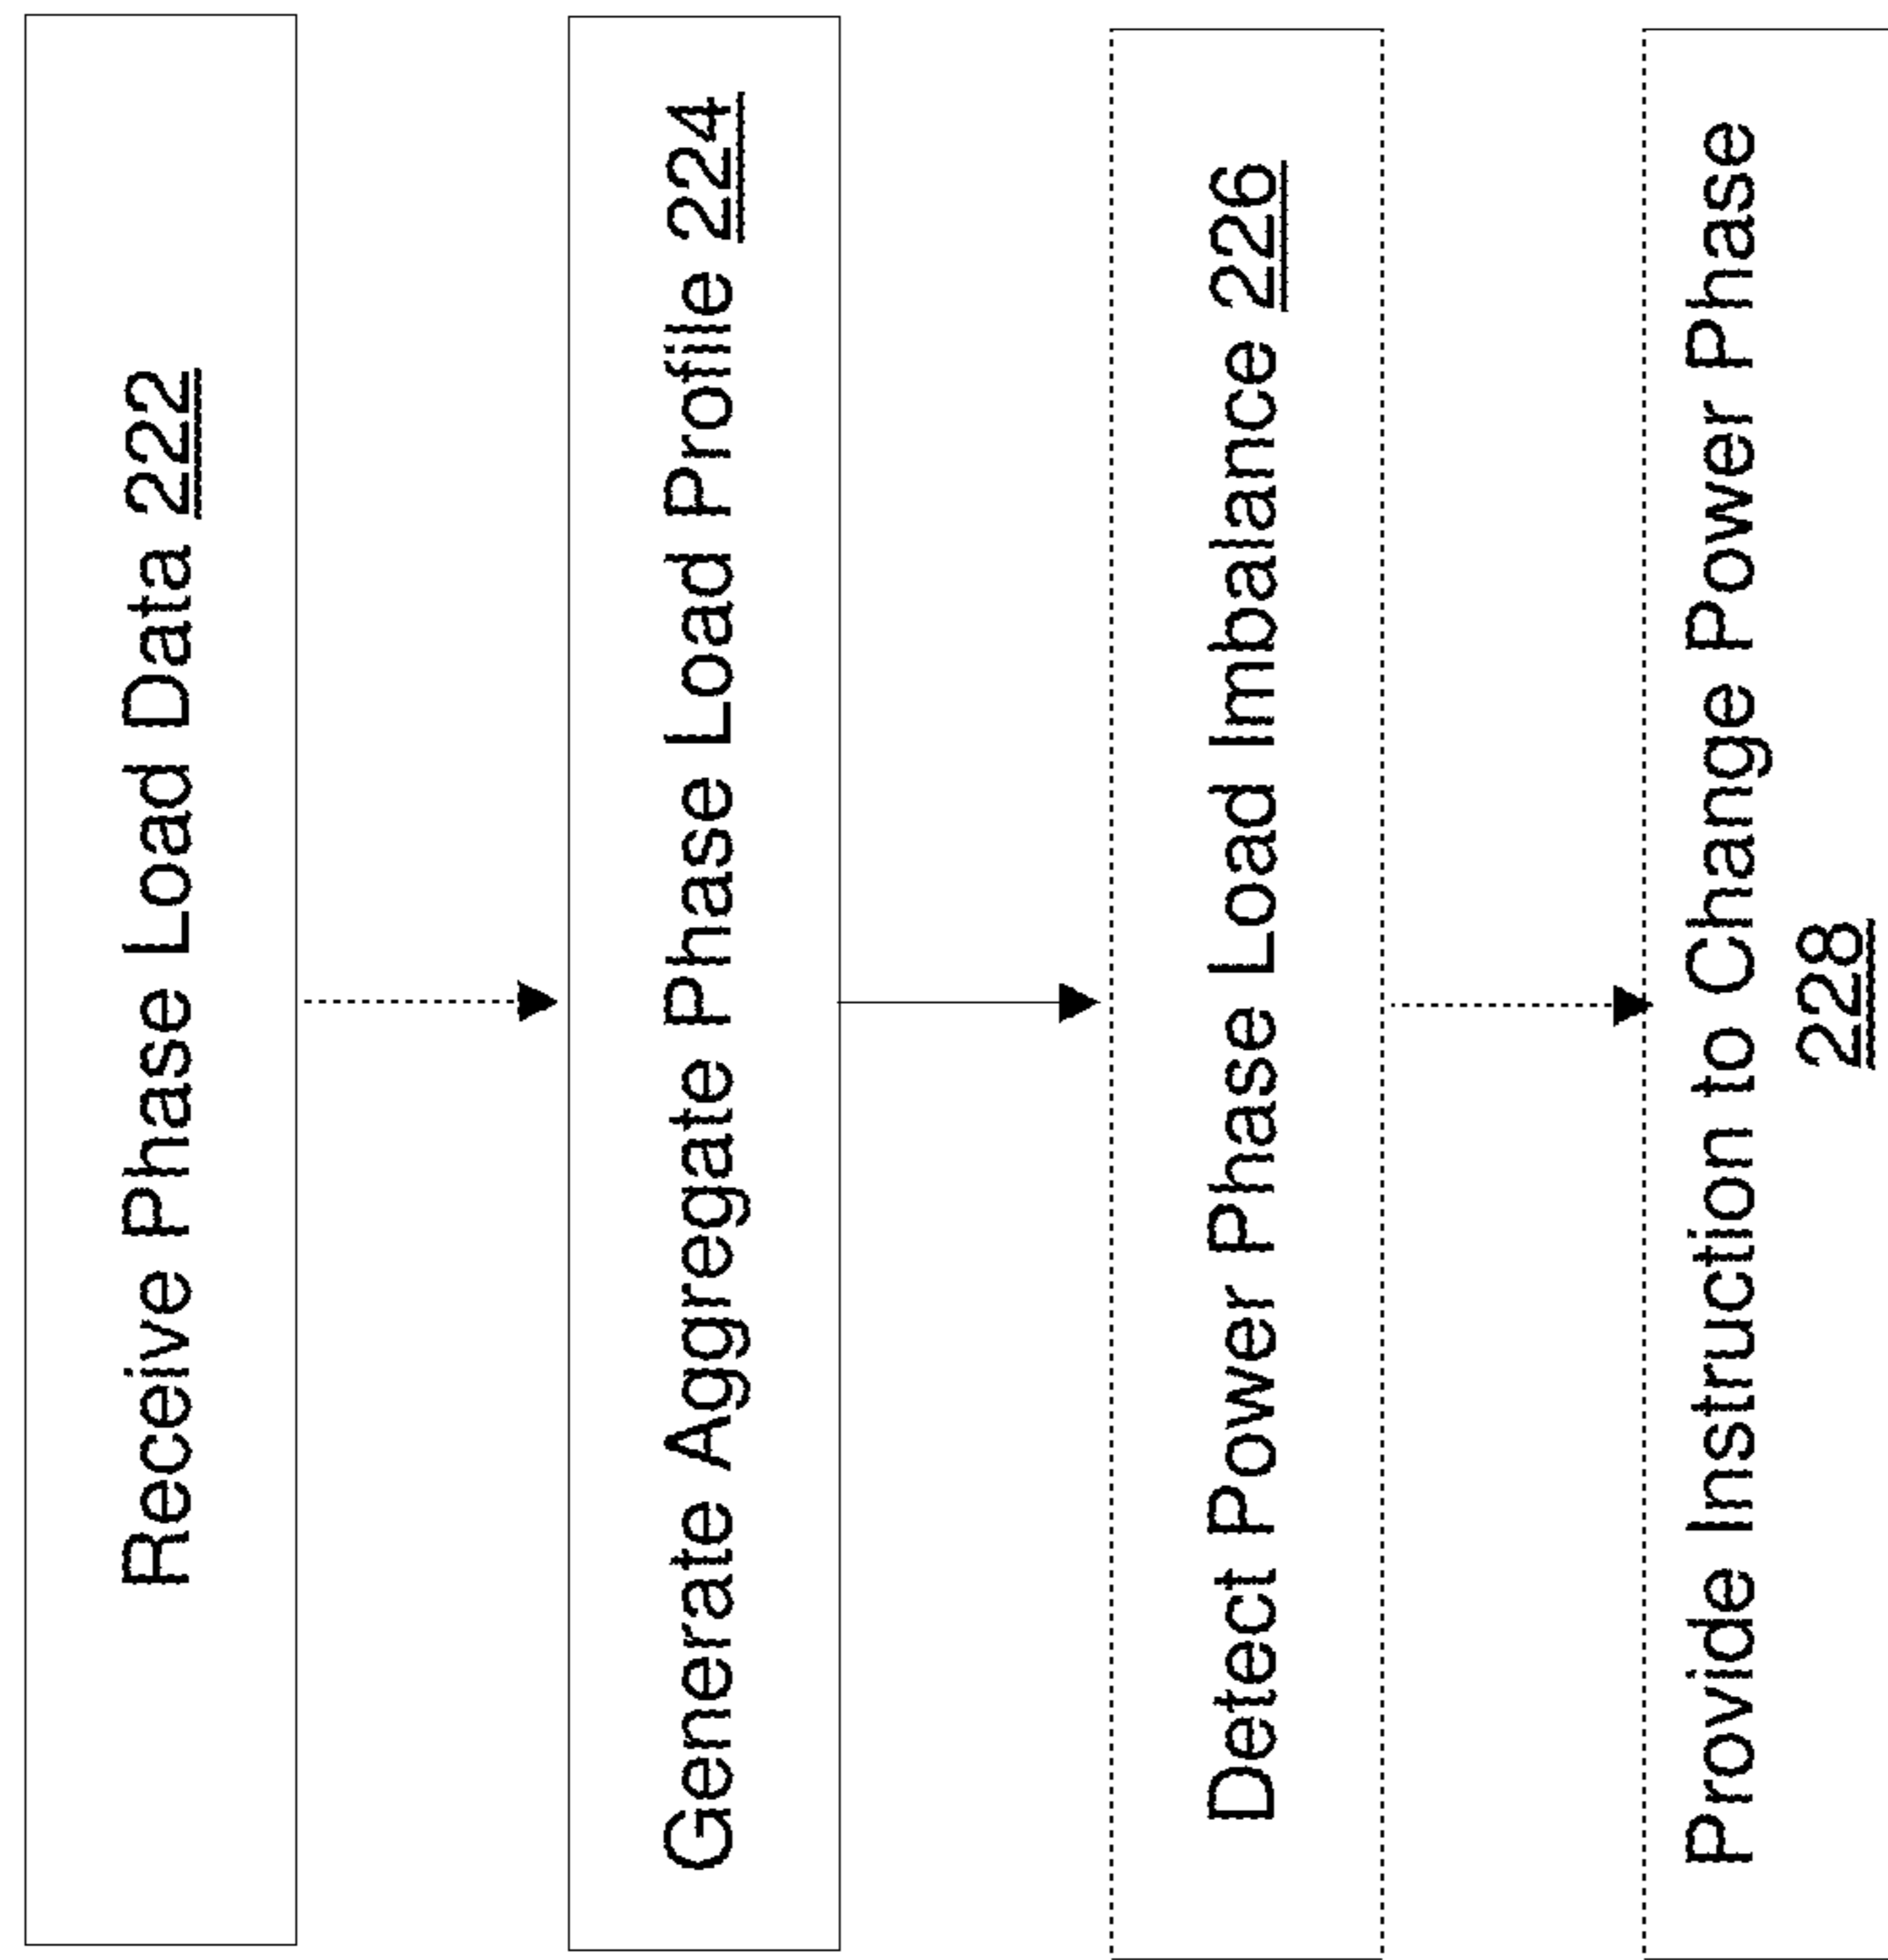 Receive Phase Load Data 222
Generate Aggregate Phase Load Profile 224
Detect Power Phase Load Imbalance 226
Provide Instruction to Change Power Phase
228